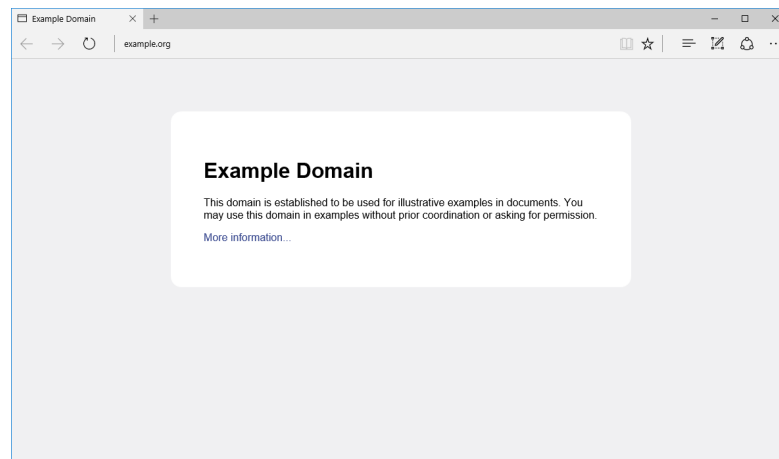 Example Domain
example.org
Example Domain
This domain is established to be used for illustrative examples in documents. You
may use this domain in examples without prior coordination or asking for permission.
More information...